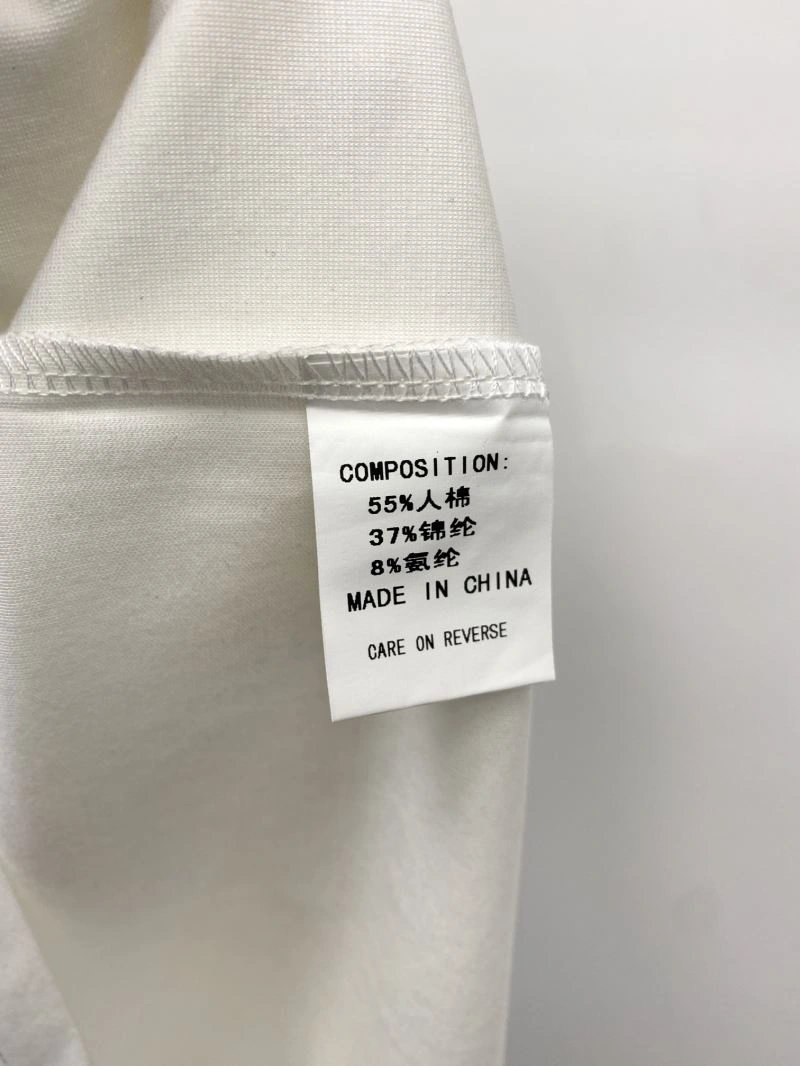 COMPOSITION:
55%人棉
37%锦纶
8%氨纶
MADE IN CHINA
CARE ON REVERSE